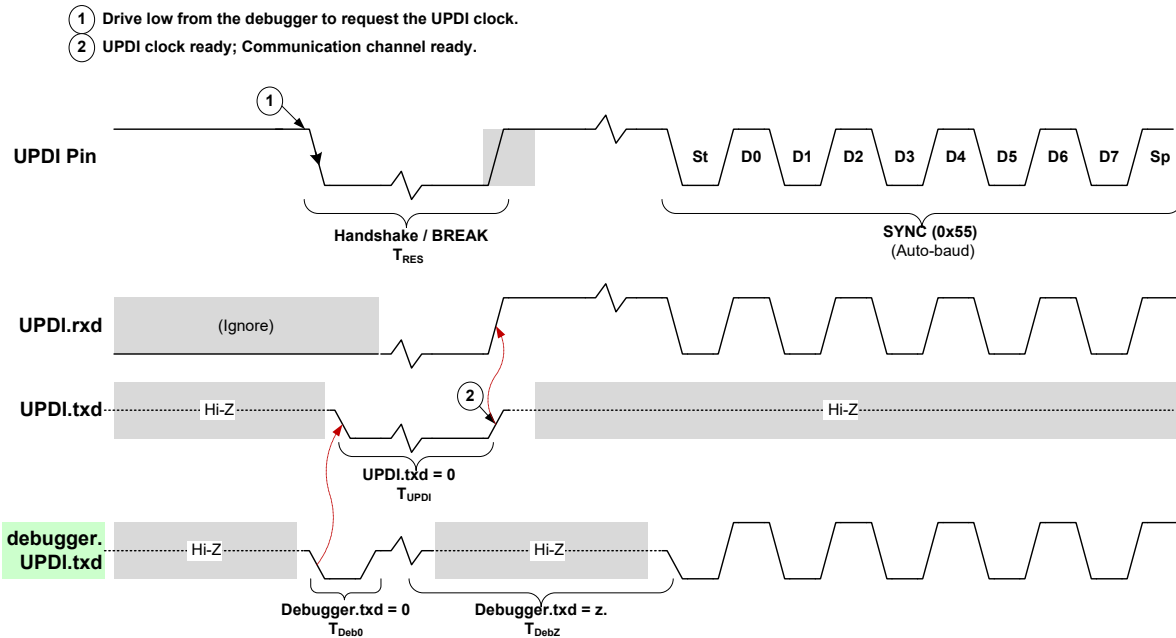 1 Drive low from the debugger to request the UPDI clock.
2 UPDI clock ready; Communication channel ready.
1
UPDI Pin
St D0 D1 D2 D3 D4 D5 D6 D7 Sp
Handshake / BREAK
TRES
SYNC (0x55)
(Auto-baud)
UPDI.rxd
(Ignore)
2
UPDI.txd
Hi-Z
Hi-Z
UPDI.txd = 0
TUPDI
debugger.
UPDI.txd
Hi-Z
Hi-Z
Debugger.txd = 0
TDeb0
Debugger.txd = z.
TDebZ